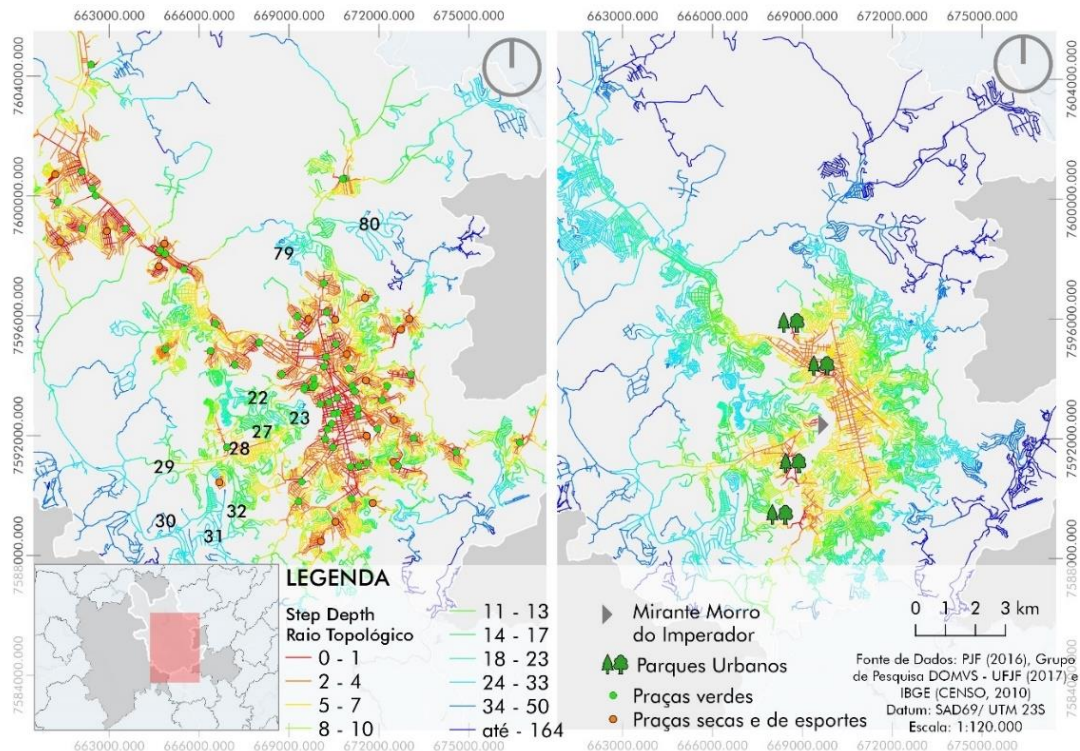 663000.000 666000.000 669000.000 672000.000 675000.000
663000.000 666000.000 669000.000 672000.000 675000.000
7604000.000
7600000.000
7596000.000
7592000.000
7588000.000
7584000.000
80
79
22
23
27
28
29
32
30
31
7604000.000
7600000.000
7596000.000
7592000.000
7588000.000
7584000.000
LEGENDA
Step Depth
Raio Topológico
0 - 1
2 - 4
5 - 7
8 - 10
11 - 13
14 - 17
18 - 23
24 - 33
34 - 50
até - 164
Mirante Morro
do Imperador
Parques Urbanos
Praças verdes
Praças secas e de esportes
0 1 2 3 km
Fonte de Dados: PJF (2016), Grupo
de Pesquisa DOMVS - UFJF (2017) e
IBGE (CENSO, 2010)
Datum: SAD69/ UTM 23S
Escala: 1:120.000
663000.000 666000.000 669000.000 672000.000 675000.000
663000.000 666000.000 669000.000 672000.000 675000.000